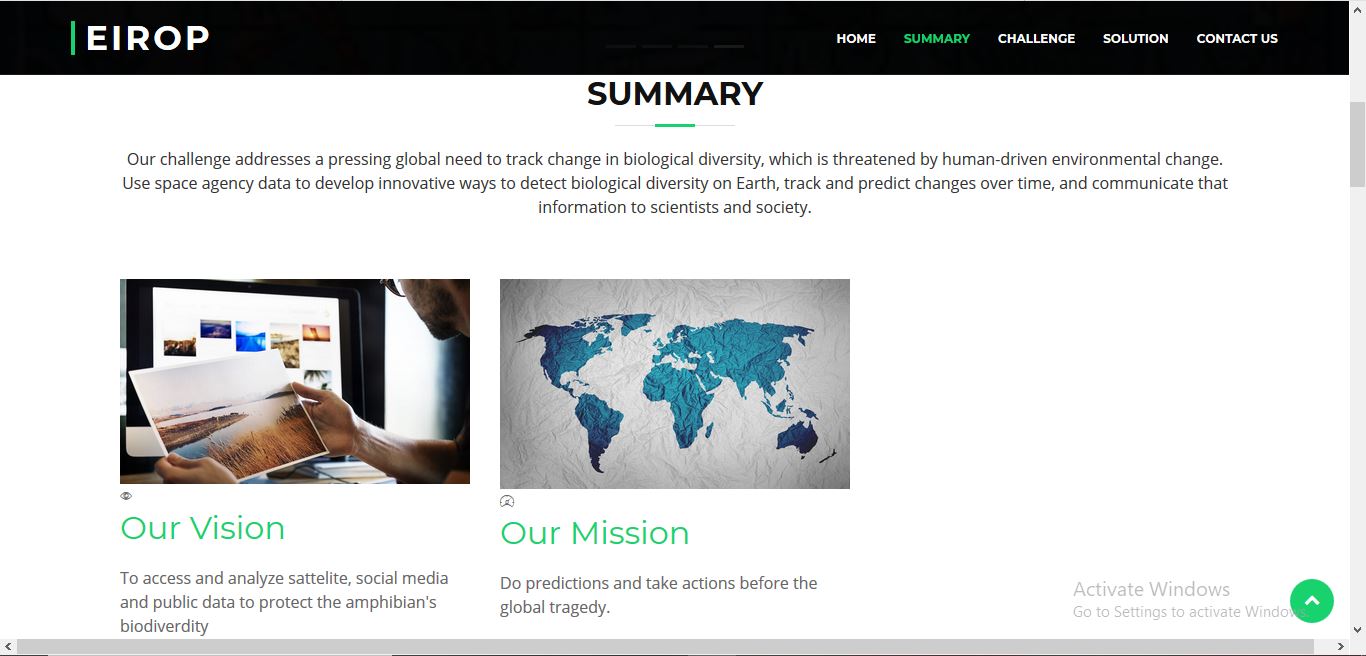 EIROP
HOME SUMMARY CHALLENGE SOLUTION CONTACT US
SUMMARY
Our challenge addresses a pressing global need to track change in biological diversity, which is threatened by human-driven environmental change.
Use space agency data to develop innovative ways to detect biological diversity on Earth, track and predict changes over time, and communicate that
information to scientists and society.
Our Vision
To access and analyze sattelite, social media
and public data to protect the amphibian's
biodiverdity
Our Mission
Do predictions and take actions before the
global tragedy.
Activate Windows
Go to Settings to activate Windows.